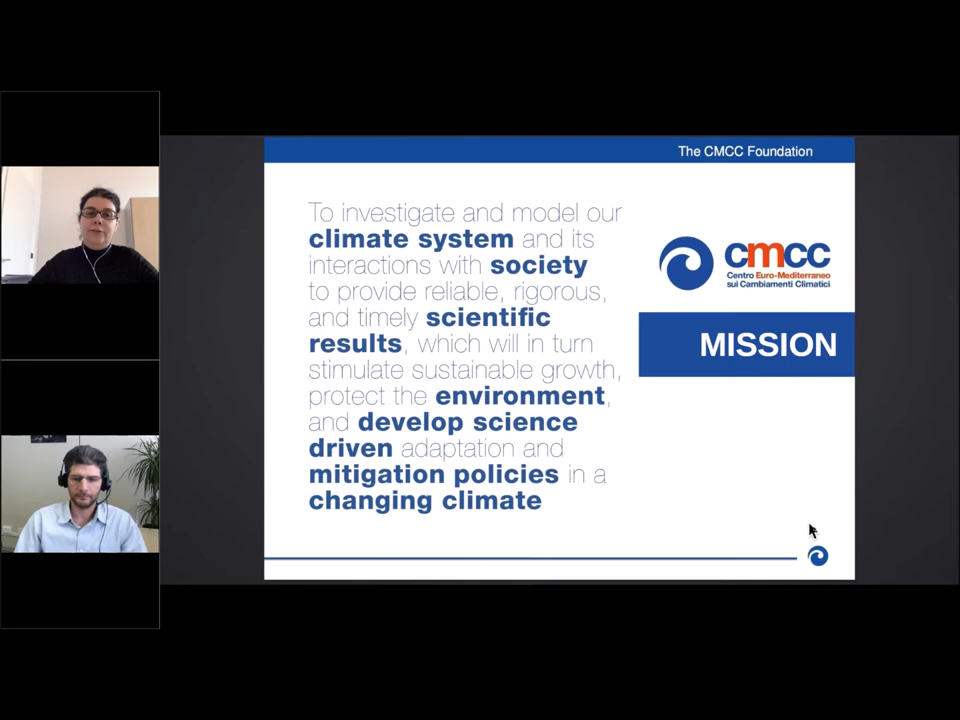 The CMCC Foundation
To investigate and model our
climate system and its
interactions with society
to provide reliable, rigorous,
and timely scientific
results, which will in turn
stimulate sustainable growth,
protect the environment,
and develop science
driven adaptation and
mitigation policies in a
changing climate
cmcc
Centro Euro-Mediterraneo
sui Cambiamenti Climatici
MISSION